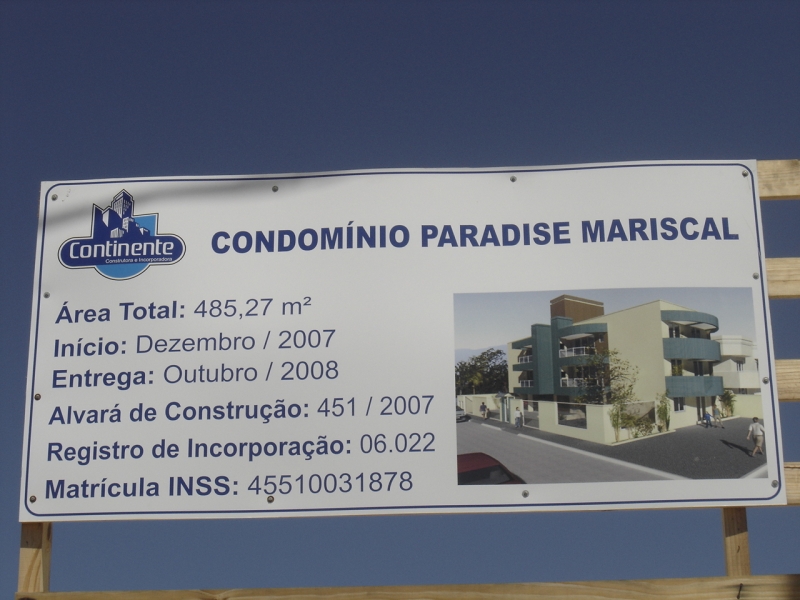 Continente
Construtora e Incorporadora
CONDOMÍNIO PARADISE MARISCAL
Área Total: 485,27 m²
Início: Dezembro / 2007
Entrega: Outubro / 2008
Alvará de Construção: 451 / 2007
Registro de Incorporação: 06.022
Matrícula INSS: 45510031878